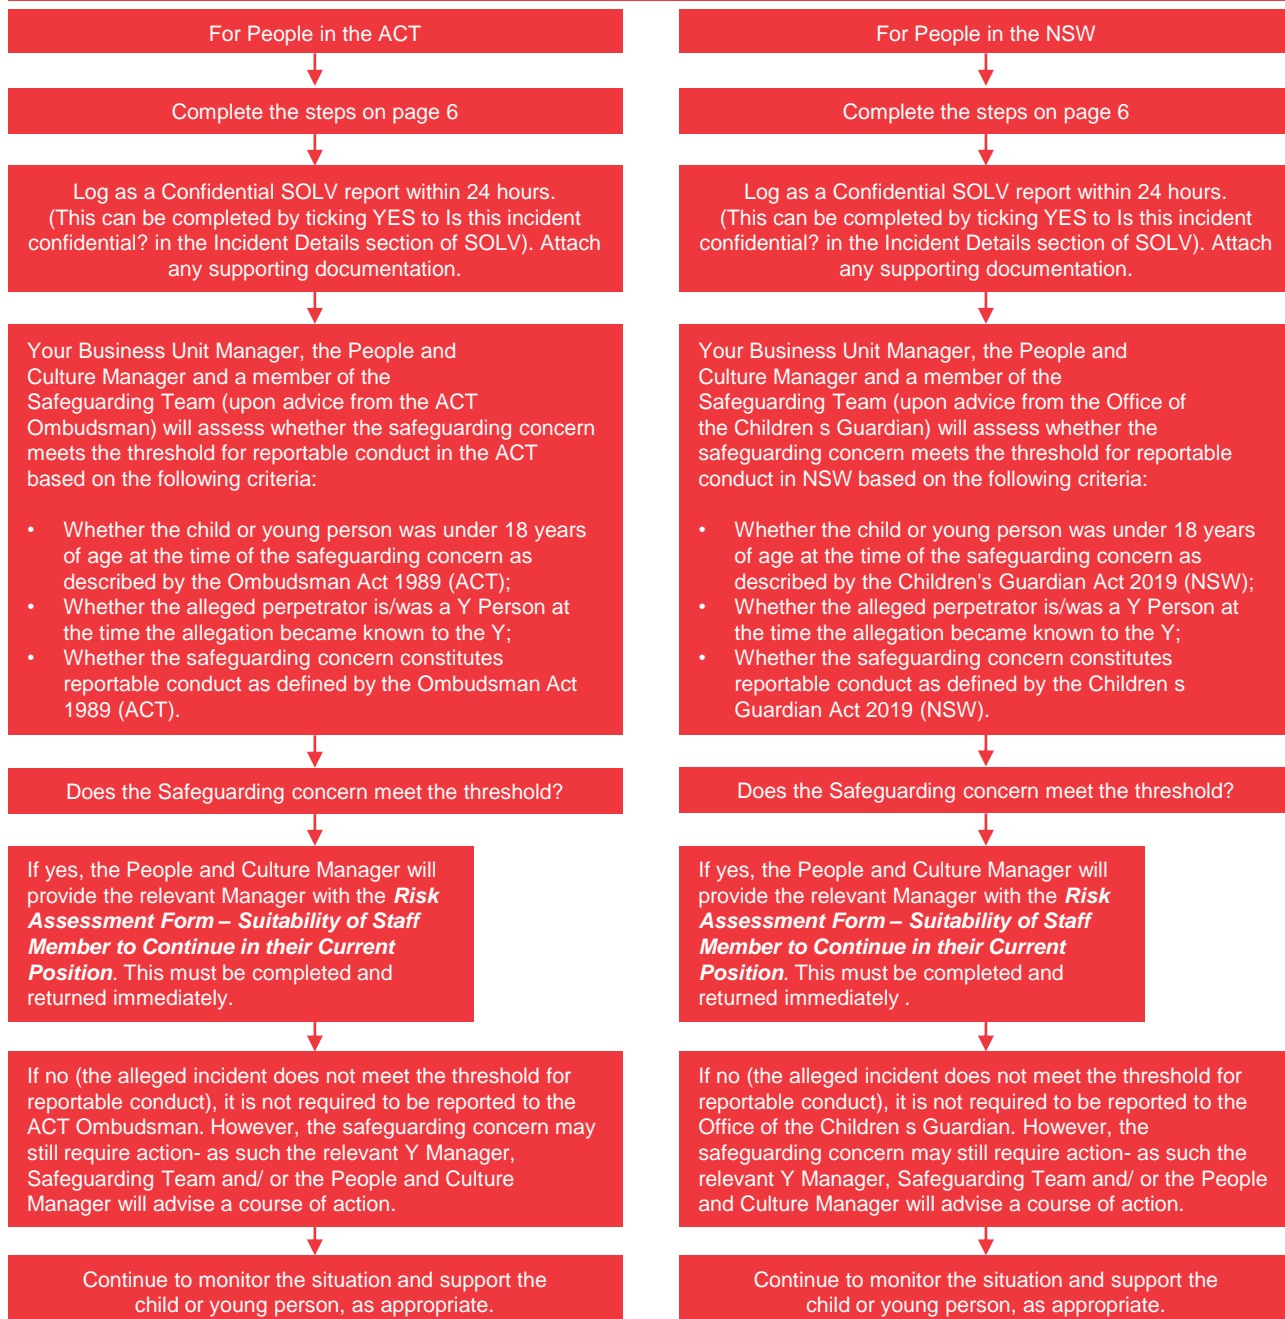 For People in the ACT
Complete the steps on page 6
Log as a Confidential SOLV report within 24 hours.
(This can be completed by ticking YES to Is this incident
confidential? in the Incident Details section of SOLV). Attach
any supporting documentation.
Your Business Unit Manager, the People and
Culture Manager and a member of the
Safeguarding Team (upon advice from the ACT
Ombudsman) will assess whether the safeguarding concern
meets the threshold for reportable conduct in the ACT
based on the following criteria:
• Whether the child or young person was under 18 years
of age at the time of the safeguarding concern as
described by the Ombudsman Act 1989 (ACT);
• Whether the alleged perpetrator is/was a Y Person at
the time the allegation became known to the Y;
• Whether the safeguarding concern constitutes
reportable conduct as defined by the Ombudsman Act
1989 (ACT).
Does the Safeguarding concern meet the threshold?
If yes, the People and Culture Manager will
provide the relevant Manager with the Risk
Assessment Form – Suitability of Staff
Member to Continue in their Current
Position. This must be completed and
returned immediately.
If no (the alleged incident does not meet the threshold for
reportable conduct), it is not required to be reported to the
ACT Ombudsman. However, the safeguarding concern may
still require action- as such the relevant Y Manager,
Safeguarding Team and/ or the People and Culture
Manager will advise a course of action.
Continue to monitor the situation and support the
child or young person, as appropriate.
For People in the NSW
Complete the steps on page 6
Log as a Confidential SOLV report within 24 hours.
(This can be completed by ticking YES to Is this incident
confidential? in the Incident Details section of SOLV). Attach
any supporting documentation.
Your Business Unit Manager, the People and
Culture Manager and a member of the
Safeguarding Team (upon advice from the Office of
the Children s Guardian) will assess whether the
safeguarding concern meets the threshold for reportable
conduct in NSW based on the following criteria:
• Whether the child or young person was under 18 years
of age at the time of the safeguarding concern as
described by the Children's Guardian Act 2019 (NSW);
• Whether the alleged perpetrator is/was a Y Person at
the time the allegation became known to the Y;
• Whether the safeguarding concern constitutes
reportable conduct as defined by the Children s
Guardian Act 2019 (NSW).
Does the Safeguarding concern meet the threshold?
If yes, the People and Culture Manager will
provide the relevant Manager with the Risk
Assessment Form – Suitability of Staff
Member to Continue in their Current
Position. This must be completed and
returned immediately .
If no (the alleged incident does not meet the threshold for
reportable conduct), it is not required to be reported to the
Office of the Children s Guardian. However, the
safeguarding concern may still require action- as such the
relevant Y Manager, Safeguarding Team and/ or the People
and Culture Manager will advise a course of action.
Continue to monitor the situation and support the
child or young person, as appropriate.